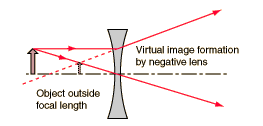 Virtual image formation
by negative lens
Object outside
focal length